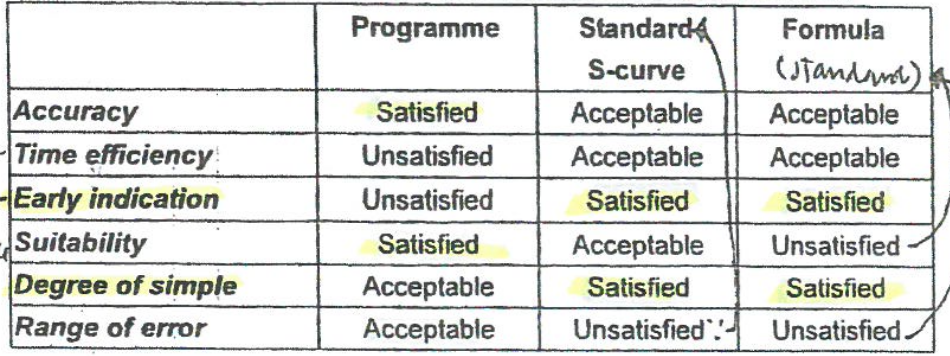 Programme Standard Formula
S-curve (standard)
Accuracy Satisfied Acceptable Acceptable
Time efficiency Unsatisfied Acceptable Acceptable
Early indication Unsatisfied Satisfied Satisfied
Suitability Satisfied Acceptable Unsatisfied
Degree of simple Acceptable Satisfied Satisfied
Range of error Acceptable Unsatisfied Unsatisfied